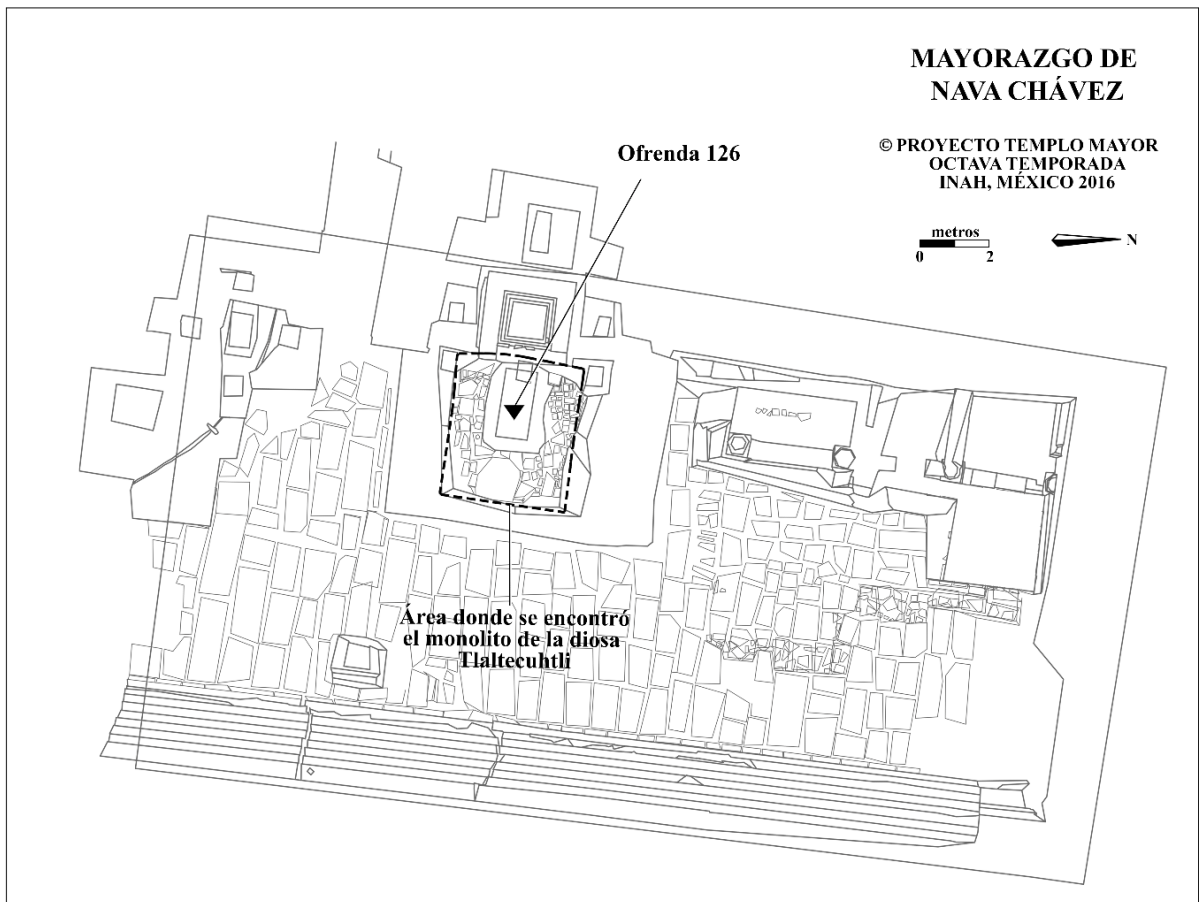 MAYORAZGO DE
NAVA CHÁVEZ
© PROYECTO TEMPLO MAYOR
OCTAVA TEMPORADA
INAH, MÉXICO 2016
metros
0 2
N
Ofrenda 126
Área donde se encontró
el monolito de la diosa
Tlaltecuhtli